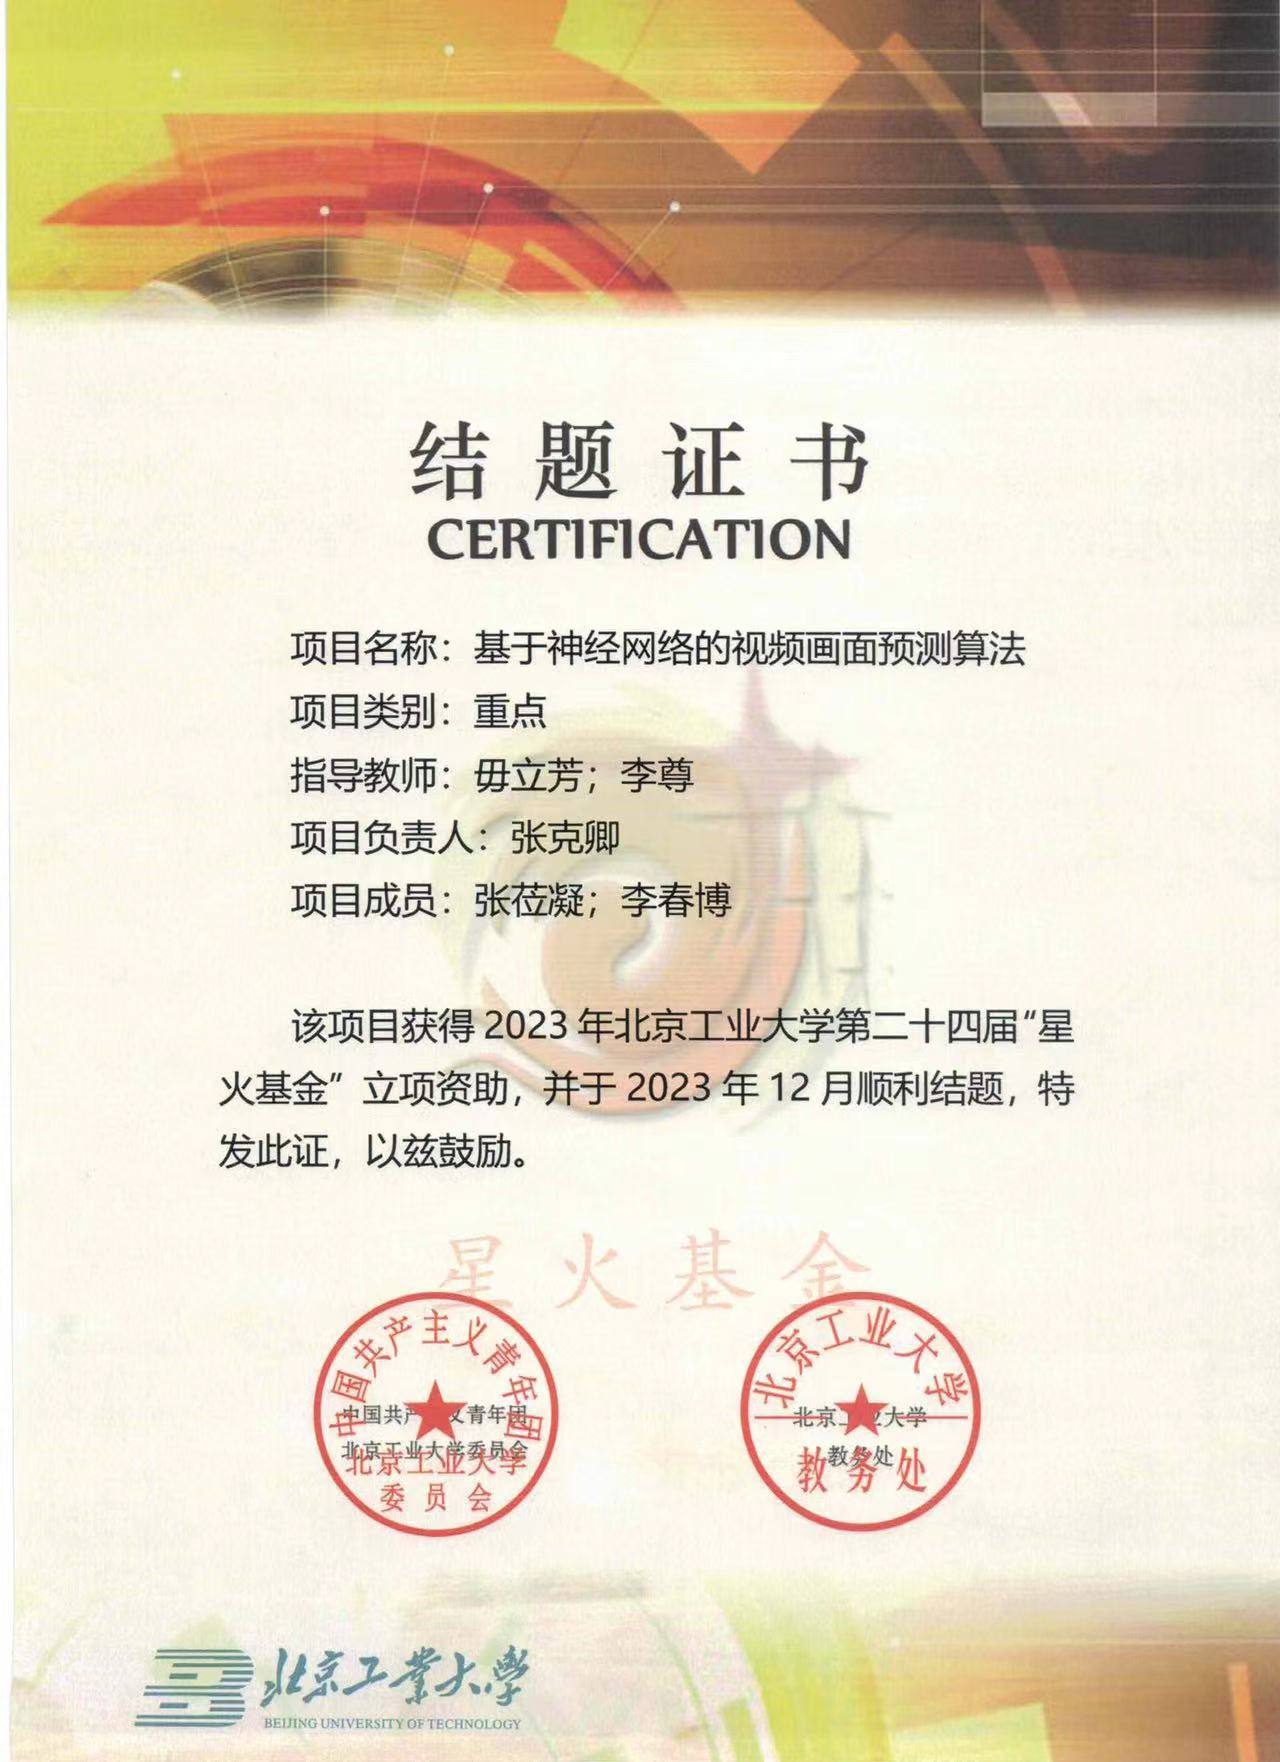 结题证书
CERTIFICATION
项目名称：基于神经网络的视频画面预测算法
项目类别：重点
指导教师：毋立芳；李尊
项目负责人：张克卿
项目成员：张莅凝；李春博
该项目获得 2023 年北京工业大学第二十四届“星
火基金”立项资助，并于 2023 年 12 月顺利结题，特
发此证，以兹鼓励。
星火基金
中国共产主义青年团
北京工业大学
委员会
中国共产主义青年团
北京工业大学委员会
北京工业大学
教务处
北京工业大学
教务处
北京工業大學
BEIJING UNIVERSITY OF TECHNOLOGY